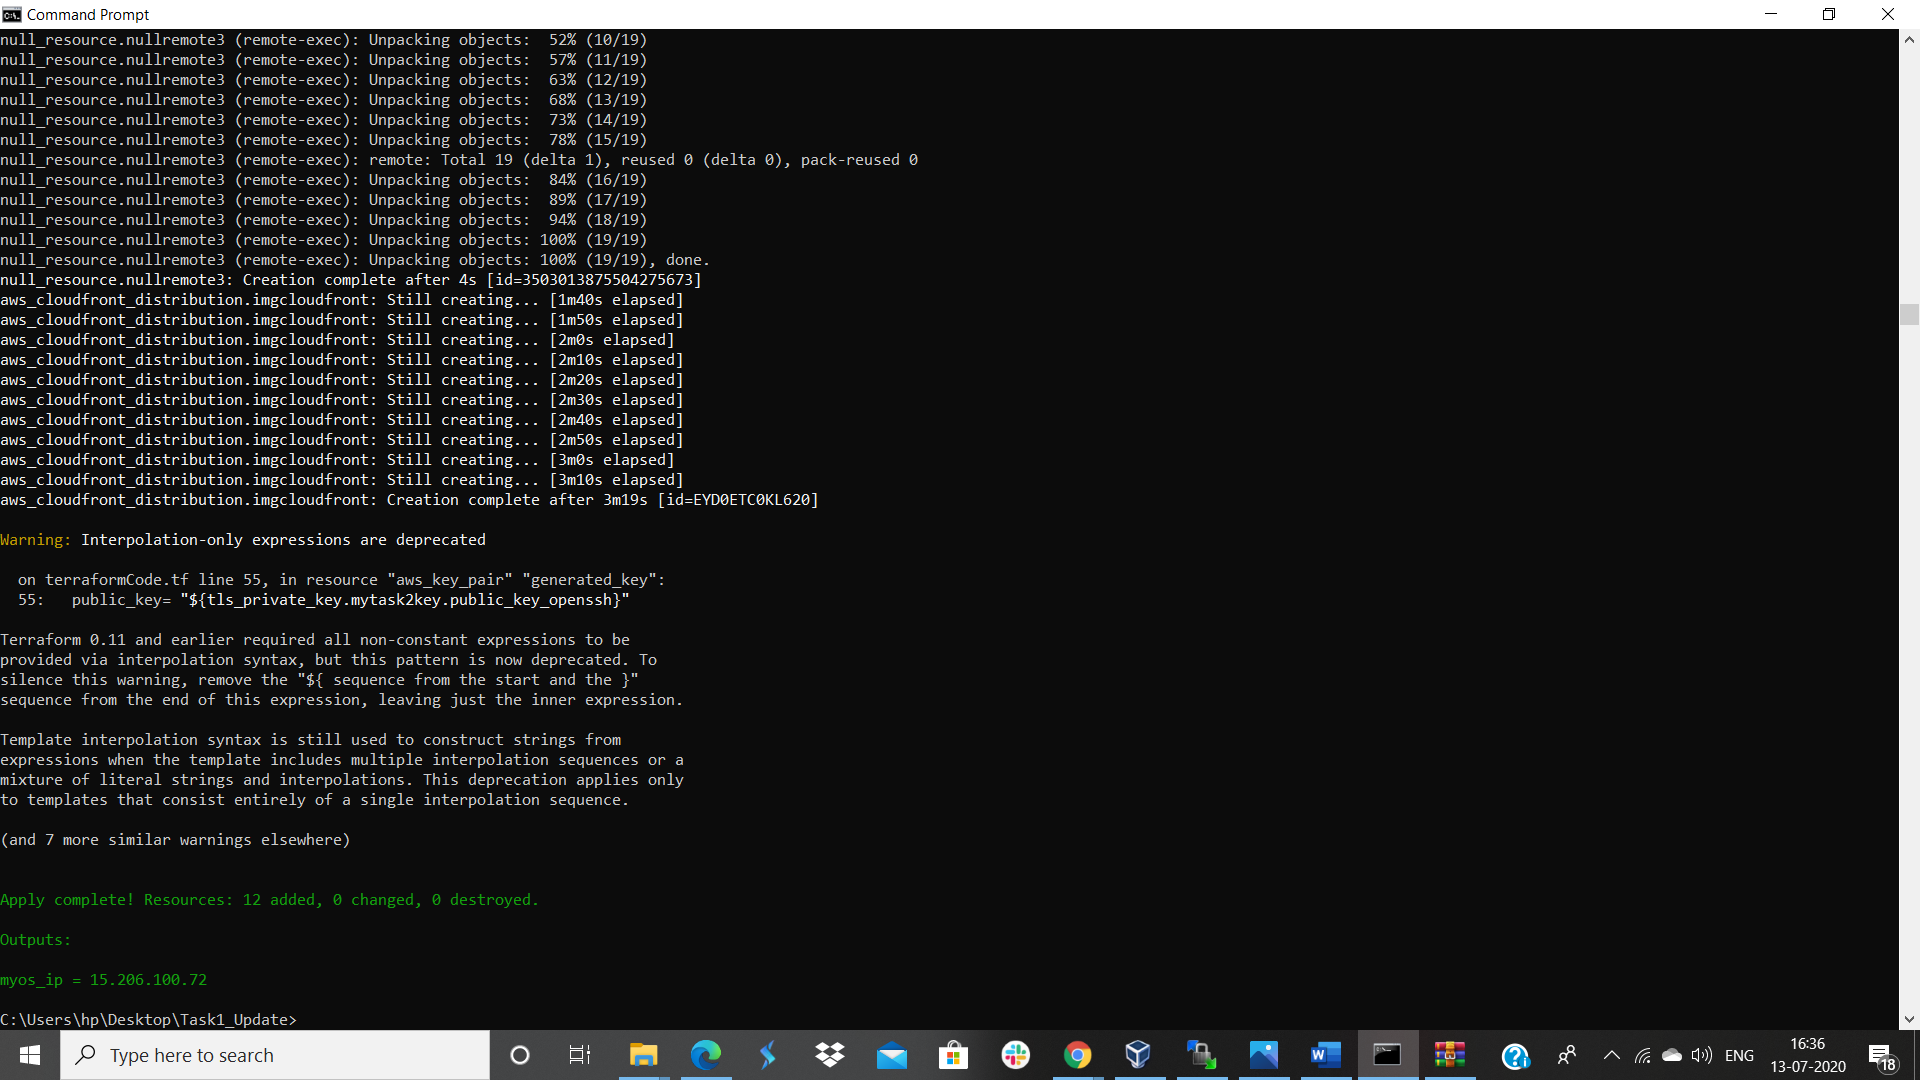 Command Prompt
null_resource.nullremote3 (remote-exec): Unpacking objects:  52% (10/19)
null_resource.nullremote3 (remote-exec): Unpacking objects:  57% (11/19)
null_resource.nullremote3 (remote-exec): Unpacking objects:  63% (12/19)
null_resource.nullremote3 (remote-exec): Unpacking objects:  68% (13/19)
null_resource.nullremote3 (remote-exec): Unpacking objects:  73% (14/19)
null_resource.nullremote3 (remote-exec): Unpacking objects:  78% (15/19)
null_resource.nullremote3 (remote-exec): remote: Total 19 (delta 1), reused 0 (delta 0), pack-reused 0
null_resource.nullremote3 (remote-exec): Unpacking objects:  84% (16/19)
null_resource.nullremote3 (remote-exec): Unpacking objects:  89% (17/19)
null_resource.nullremote3 (remote-exec): Unpacking objects:  94% (18/19)
null_resource.nullremote3 (remote-exec): Unpacking objects: 100% (19/19)
null_resource.nullremote3 (remote-exec): Unpacking objects: 100% (19/19), done.
null_resource.nullremote3: Creation complete after 4s [id=3503013875504275673]
aws_cloudfront_distribution.imgcloudfront: Still creating... [1m40s elapsed]
aws_cloudfront_distribution.imgcloudfront: Still creating... [1m50s elapsed]
aws_cloudfront_distribution.imgcloudfront: Still creating... [2m0s elapsed]
aws_cloudfront_distribution.imgcloudfront: Still creating... [2m10s elapsed]
aws_cloudfront_distribution.imgcloudfront: Still creating... [2m20s elapsed]
aws_cloudfront_distribution.imgcloudfront: Still creating... [2m30s elapsed]
aws_cloudfront_distribution.imgcloudfront: Still creating... [2m40s elapsed]
aws_cloudfront_distribution.imgcloudfront: Still creating... [2m50s elapsed]
aws_cloudfront_distribution.imgcloudfront: Still creating... [3m0s elapsed]
aws_cloudfront_distribution.imgcloudfront: Still creating... [3m10s elapsed]
aws_cloudfront_distribution.imgcloudfront: Creation complete after 3m19s [id=EYD0ETC0KL620]
Warning: Interpolation-only expressions are deprecated
on terraformCode.tf line 55, in resource "aws_key_pair" "generated_key":
55:   public_key= "${tls_private_key.mytask2key.public_key_openssh}"
Terraform 0.11 and earlier required all non-constant expressions to be
provided via interpolation syntax, but this pattern is now deprecated. To
silence this warning, remove the "${ sequence from the start and the }"
sequence from the end of this expression, leaving just the inner expression.
Template interpolation syntax is still used to construct strings from
expressions when the template includes multiple interpolation sequences or a
mixture of literal strings and interpolations. This deprecation applies only
to templates that consist entirely of a single interpolation sequence.
(and 7 more similar warnings elsewhere)
Apply complete! Resources: 12 added, 0 changed, 0 destroyed.
Outputs:
myos_ip = 15.206.100.72
C:\Users\hp\Desktop\Task1_Update>
Type here to search
ENG
16:36
13-07-2020
18